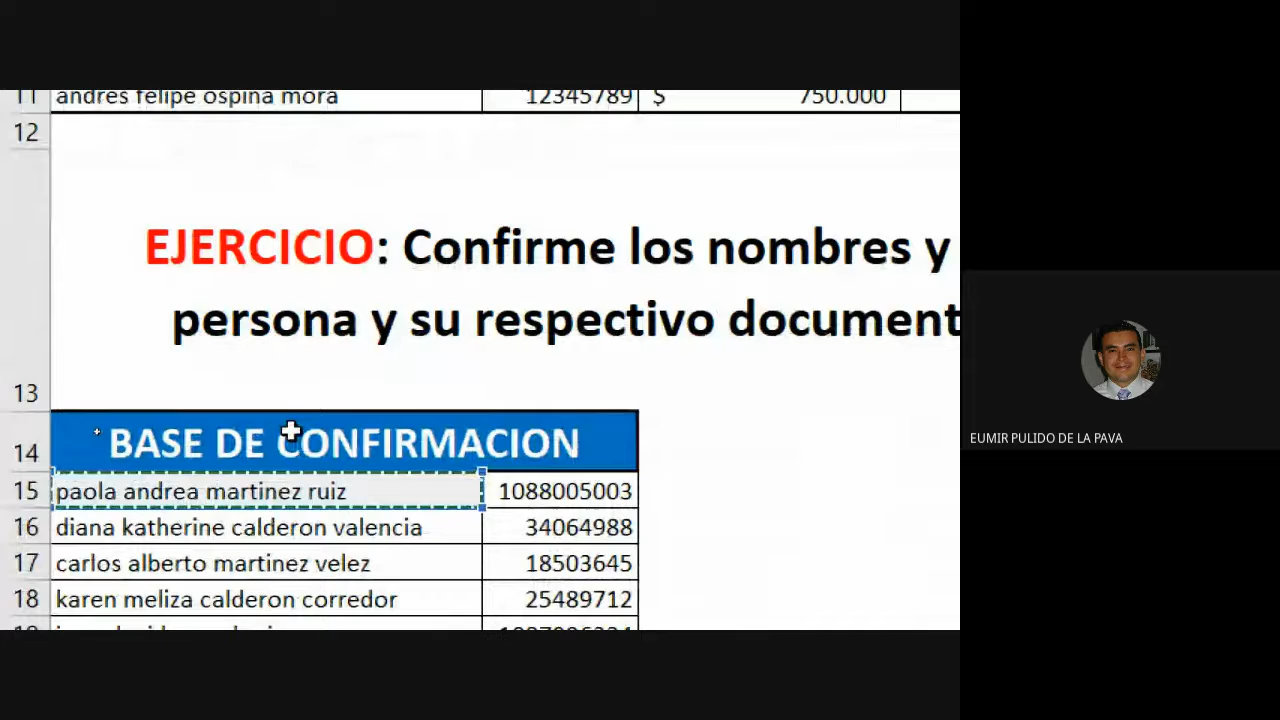 11 andres felipe ospina mora 12345789 $ 750.000
12
EJERCICIO: Confirme los nombres y
persona y su respectivo document
13
14 BASE DE CONFIRMACION
15 paola andrea martinez ruiz 1088005003
16 diana katherine calderon valencia 34064988
17 carlos alberto martinez velez 18503645
18 karen meliza calderon corredor 25489712
EUMIR PULIDO DE LA PAVA